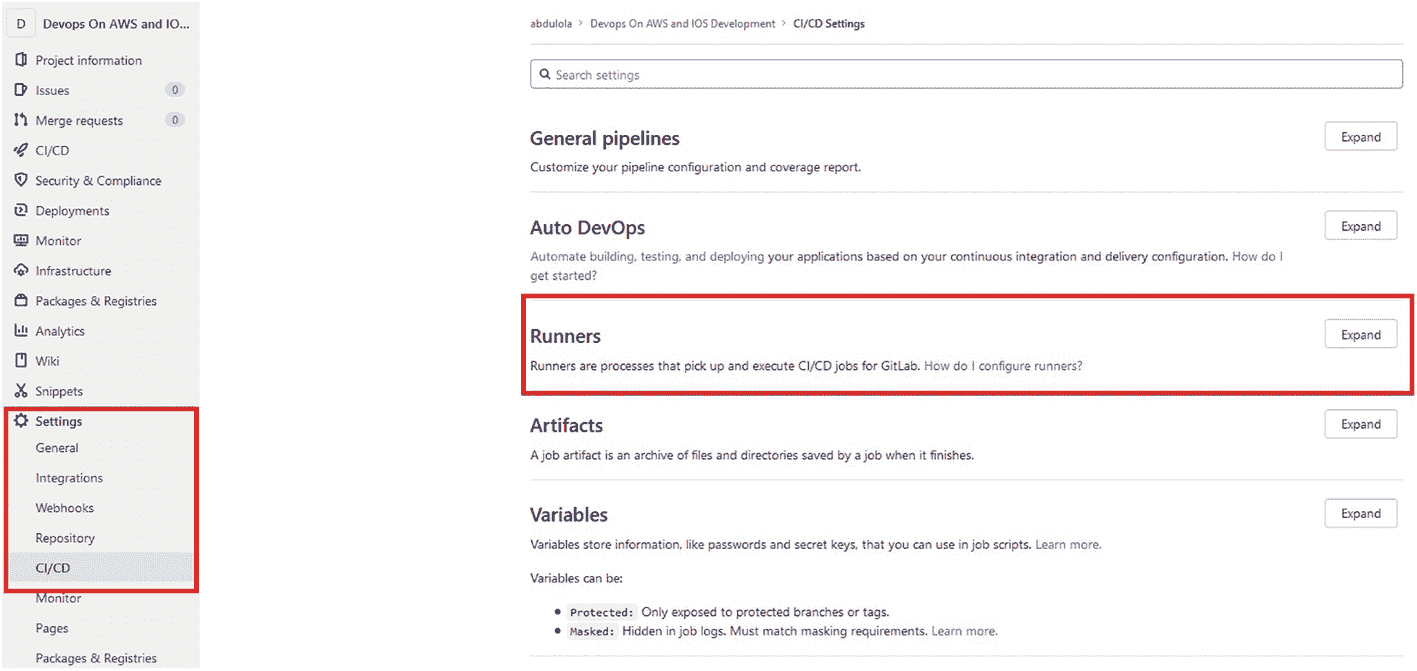 D Devops On AWS and IO...
Project information
Issues 0
Merge requests 0
CI/CD
Security & Compliance
Deployments
Monitor
Infrastructure
Packages & Registries
Analytics
Wiki
Snippets
Settings
General
Integrations
Webhooks
Repository
CI/CD
Monitor
Pages
Packages & Registries
abdulola > Devops On AWS and IOS Development > CI/CD Settings
Search settings
General pipelines
Expand
Customize your pipeline configuration and coverage report.
Auto DevOps
Expand
Automate building, testing, and deploying your applications based on your continuous integration and delivery configuration. How do I
get started?
Runners
Expand
Runners are processes that pick up and execute CI/CD jobs for GitLab. How do I configure runners?
Artifacts
Expand
A job artifact is an archive of files and directories saved by a job when it finishes.
Variables
Expand
Variables store information, like passwords and secret keys, that you can use in job scripts. Learn more.
Variables can be:
• Protected: Only exposed to protected branches or tags.
• Masked: Hidden in job logs. Must match masking requirements. Learn more.